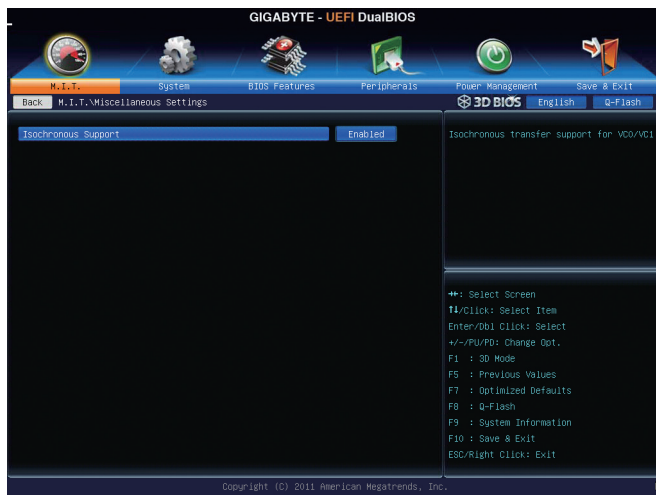 GIGABYTE - UEFI DualBIOS
M.I.T.
System
BIOS Features
Peripherals
Power Management
Save & Exit
Back
M.I.T.\Miscellaneous Settings
3D BIOS
English
Q-Flash
Isochronous Support
Enabled
Isochronous transfer support for VC0/VC1
→←: Select Screen
↑↓/Click: Select Item
Enter/Dbl Click: Select
+/-/PU/PD: Change Opt.
F1 : 3D Mode
F5 : Previous Values
F7 : Optimized Defaults
F8 : Q-Flash
F9 : System Information
F10 : Save & Exit
ESC/Right Click: Exit
Copyright (C) 2011 American Megatrends, Inc.